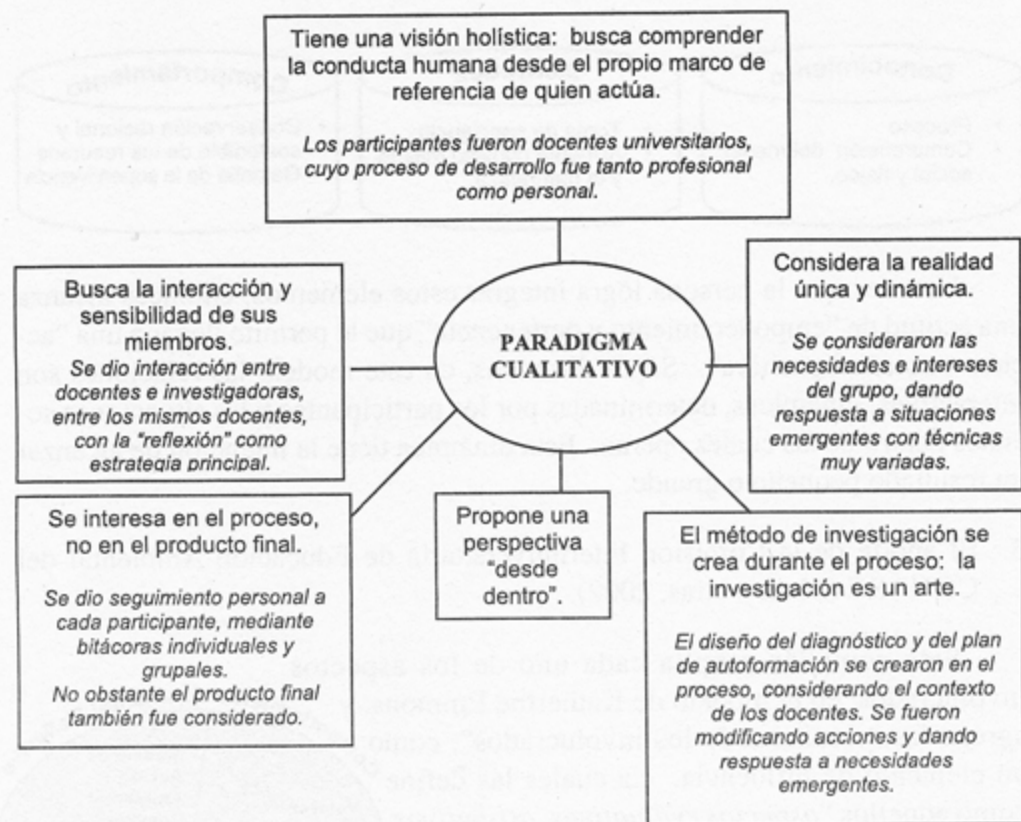 Tiene una visión holística: busca comprender
la conducta humana desde el propio marco de
referencia de quien actúa.
Los participantes fueron docentes universitarios,
cuyo proceso de desarrollo fue tanto profesional
como personal.
Busca la interacción y
sensibilidad de sus
miembros.
Se dio interacción entre
docentes e investigadoras,
entre los mismos docentes,
con la "reflexión" como
estrategia principal.
PARADIGMA
CUALITATIVO
Considera la realidad
única y dinámica.
Se consideraron las
necesidades e intereses
del grupo dando
respuesta a situaciones
emergentes con técnicas
muy variadas.
Se interesa en el proceso,
no en el producto final.
Se dio seguimiento personal a
cada participante, mediante
bitácoras individuales y
grupales.
No obstante el producto final
también fue considerado.
Propone una
perspectiva
"desde
dentro".
El método de investigación se
crea durante el proceso: la
investigación es un arte.
El diseño del diagnóstico y del plan
de autoformación se crearon en el
proceso, considerando el contexto
de los docentes. Se fueron
modificando acciones y dando
respuesta a necesidades
emergentes.